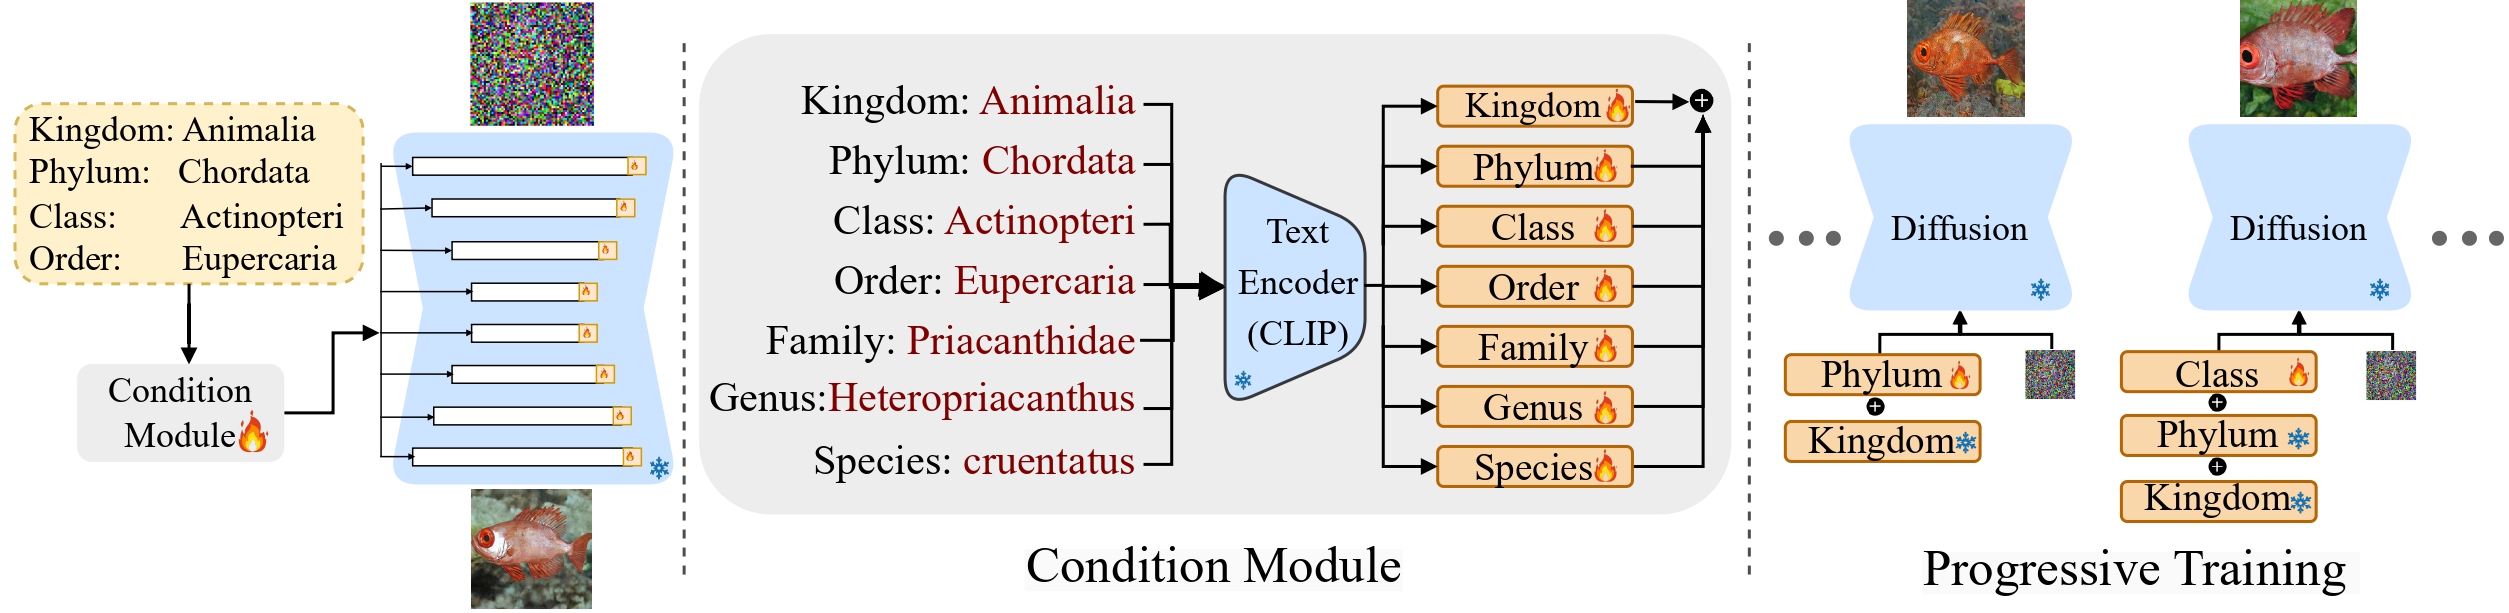 Kingdom: Animalia
Phylum: Chordata
Class: Actinopteri
Order: Eupercaria
Condition
Module
Kingdom: Animalia
Phylum: Chordata
Class: Actinopteri
Order: Eupercaria
Family: Priacanthidae
Genus:Heteropriacanthus
Species: cruentatus
Text
Encoder
(CLIP)
Kingdom
Phylum
Class
Order
Family
Genus
Species
Condition Module
Diffusion
Phylum
Kingdom
Diffusion
Class
Phylum
Kingdom
Progressive Training